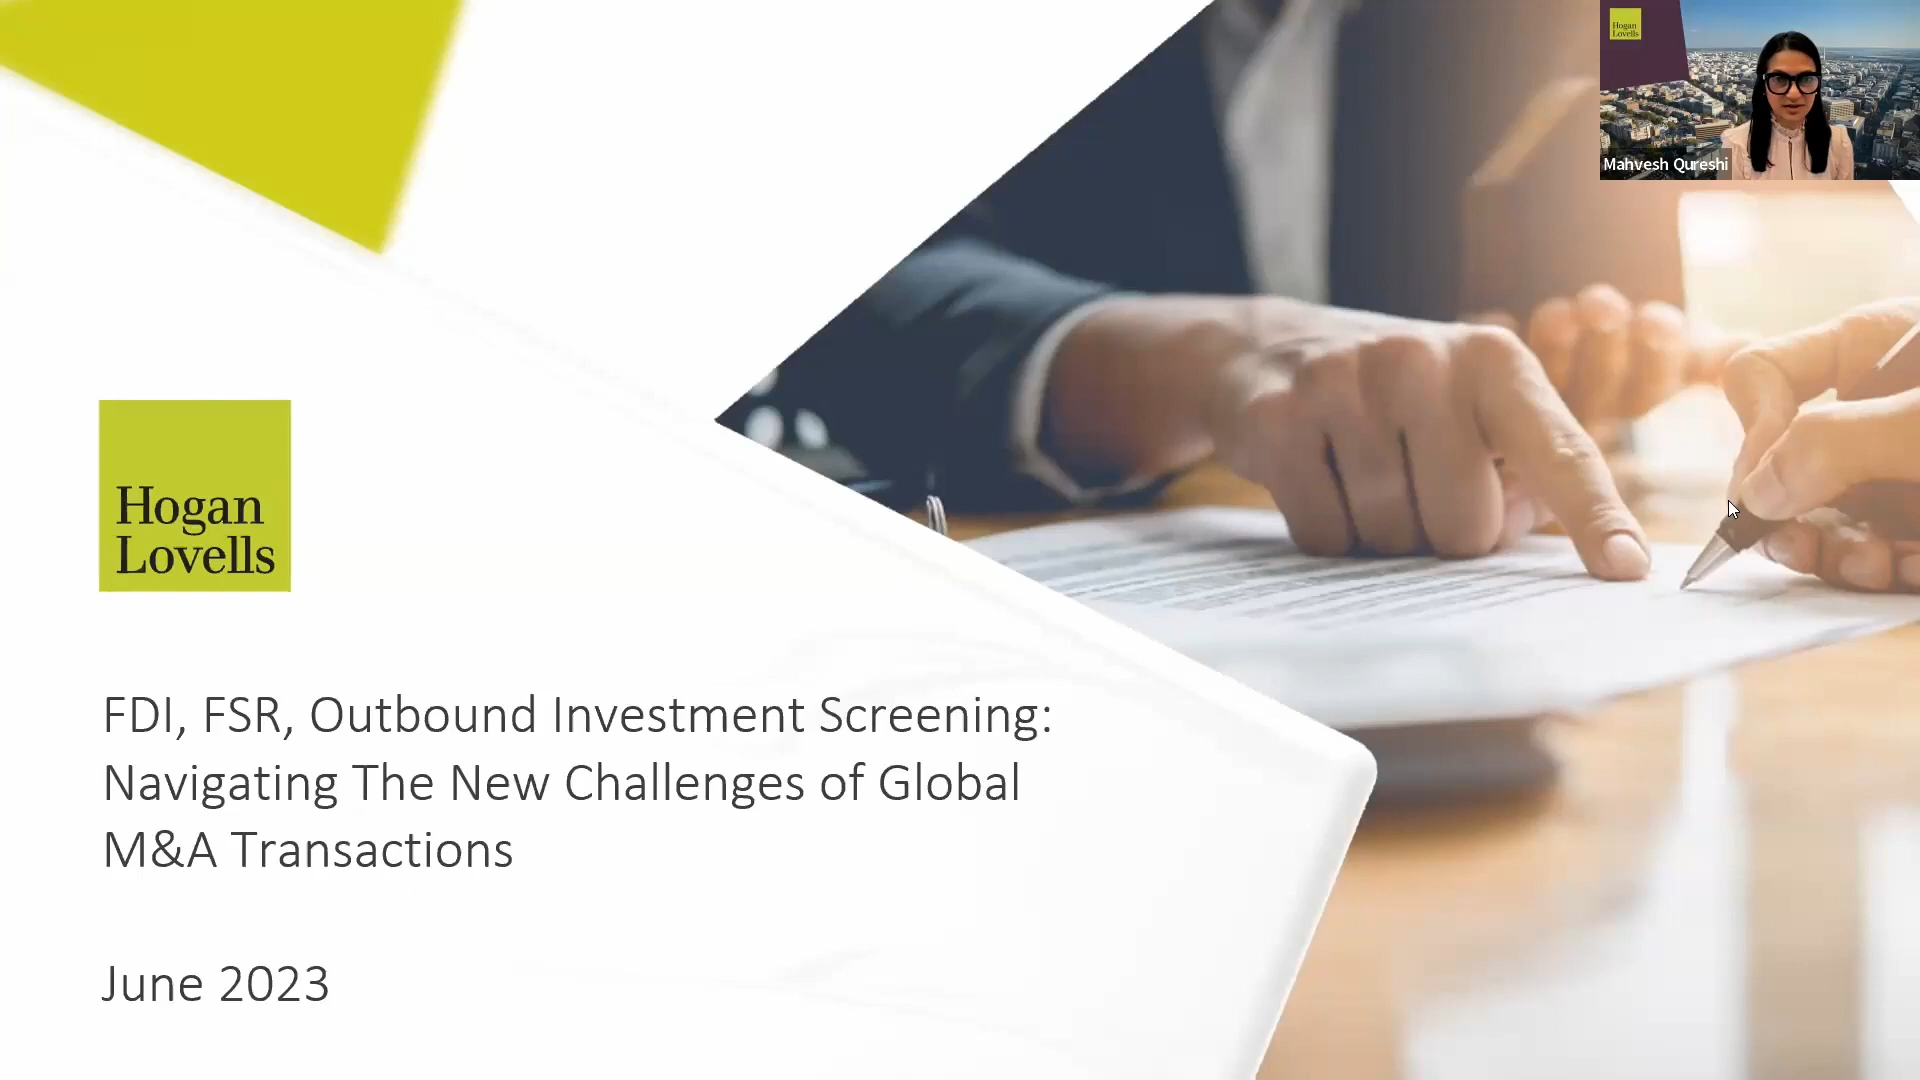 Hogan
Lovells
Mahvesh Qureshi
Hogan
Lovells
FDI, FSR, Outbound Investment Screening:
Navigating The New Challenges of Global
M&A Transactions
June 2023